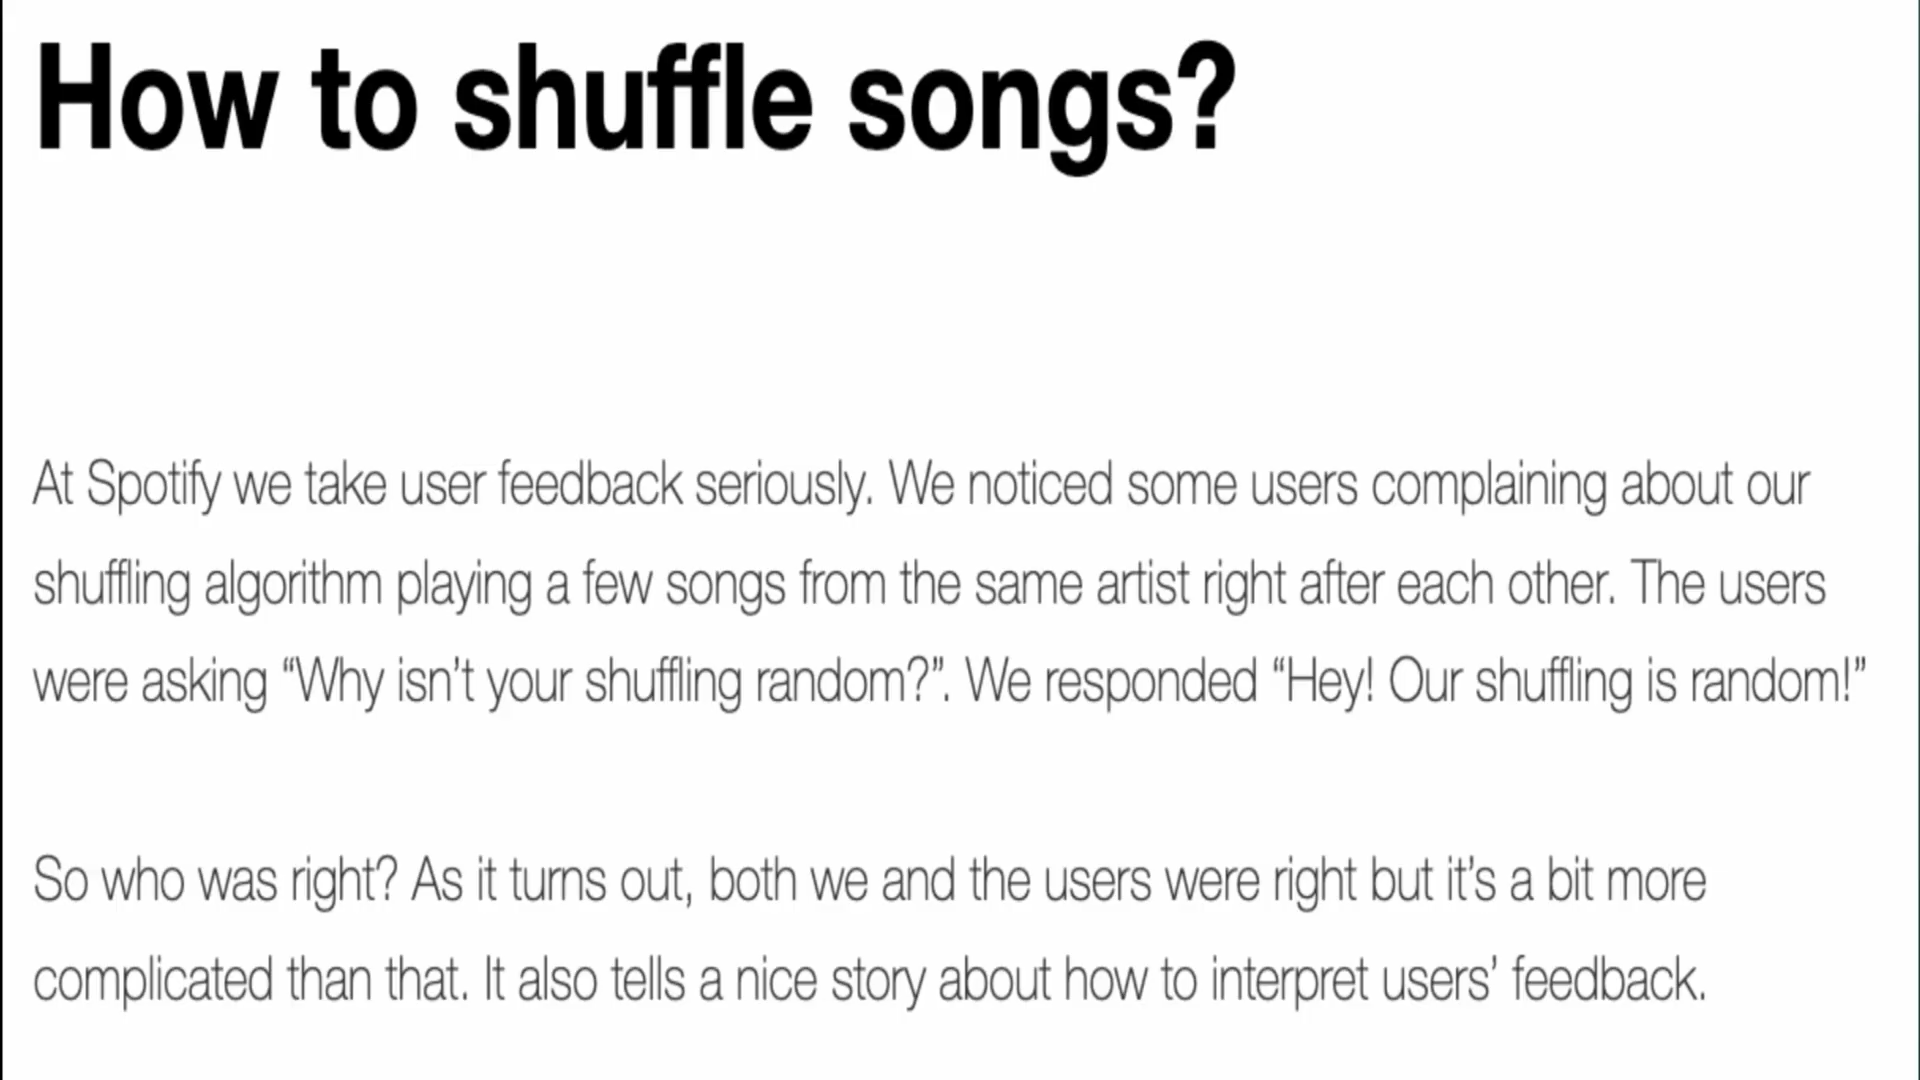 How to shuffle songs?
At Spotify we take user feedback seriously. We noticed some users complaining about our
shuffling algorithm playing a few songs from the same artist right after each other. The users
were asking “Why isn’t your shuffling random?”. We responded “Hey! Our shuffling is random!”
So who was right? As it turns out, both we and the users were right but it’s a bit more
complicated than that. It also tells a nice story about how to interpret users’ feedback.